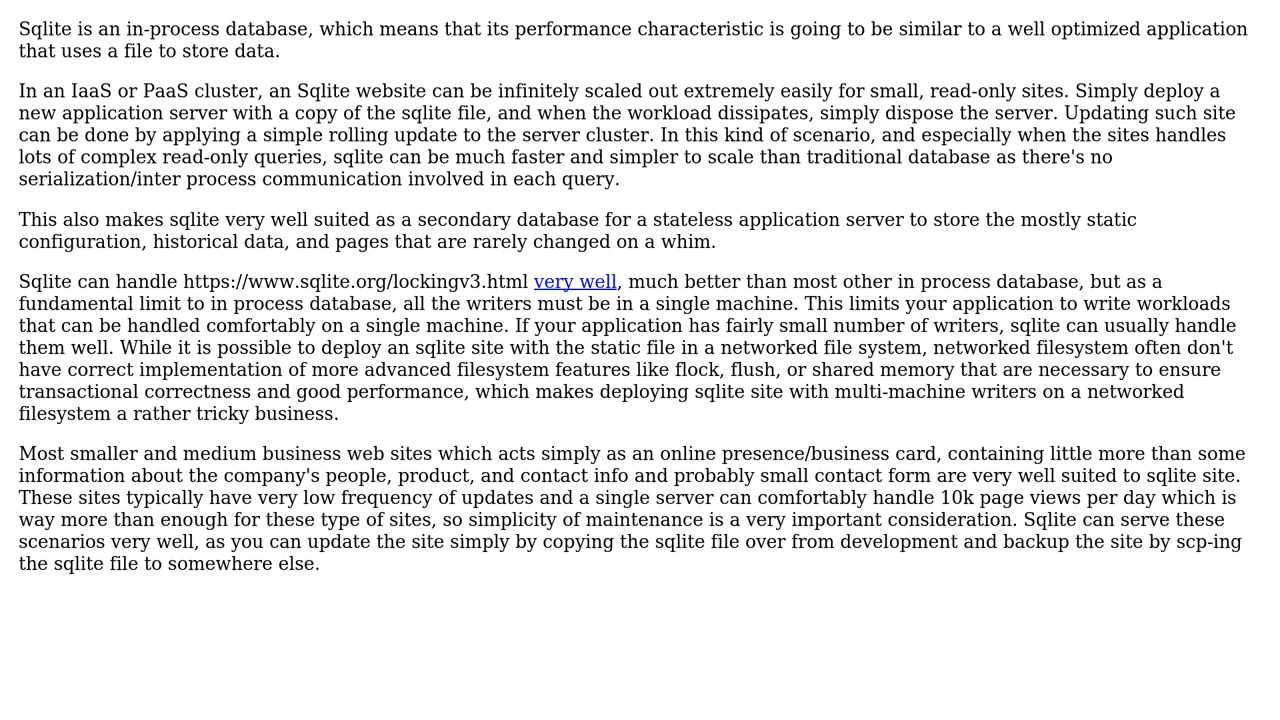 Sqlite is an in-process database, which means that its performance characteristic is going to be similar to a well optimized application
that uses a file to store data.
In an IaaS or PaaS cluster, an Sqlite website can be infinitely scaled out extremely easily for small, read-only sites. Simply deploy a
new application server with a copy of the sqlite file, and when the workload dissipates, simply dispose the server. Updating such site
can be done by applying a simple rolling update to the server cluster. In this kind of scenario, and especially when the sites handles
lots of complex read-only queries, sqlite can be much faster and simpler to scale than traditional database as there's no
serialization/inter process communication involved in each query.
This also makes sqlite very well suited as a secondary database for a stateless application server to store the mostly static
configuration, historical data, and pages that are rarely changed on a whim.
Sqlite can handle https://www.sqlite.org/lockingv3.html very well, much better than most other in process database, but as a
fundamental limit to in process database, all the writers must be in a single machine. This limits your application to write workloads
that can be handled comfortably on a single machine. If your application has fairly small number of writers, sqlite can usually handle
them well. While it is possible to deploy an sqlite site with the static file in a networked file system, networked filesystem often don't
have correct implementation of more advanced filesystem features like flock, flush, or shared memory that are necessary to ensure
transactional correctness and good performance, which makes deploying sqlite site with multi-machine writers on a networked
filesystem a rather tricky business.
Most smaller and medium business web sites which acts simply as an online presence/business card, containing little more than some
information about the company's people, product, and contact info and probably small contact form are very well suited to sqlite site.
These sites typically have very low frequency of updates and a single server can comfortably handle 10k page views per day which is
way more than enough for these type of sites, so simplicity of maintenance is a very important consideration. Sqlite can serve these
scenarios very well, as you can update the site simply by copying the sqlite file over from development and backup the site by scp-ing
the sqlite file to somewhere else.